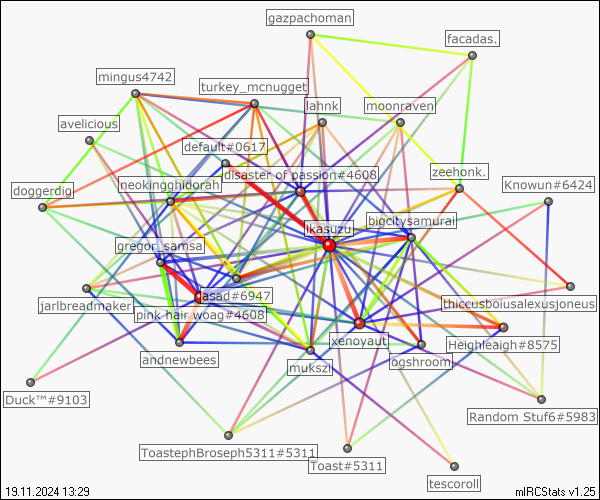 gazpachoman
facadas.
mingus4742
turkey_mcnugget
lahnk
moonraven
avelicious
default#0617
disaster of passion#4608
zeehonk.
Knowun#6424
doggerdig
neokingghidorah
bigcitysamurai
Ikasuzu
gregor_samsa
asad#6947
jarlbreadmaker
pink hair woag#4608
thiccusboiusalexusjoneus
xenoyaut
Heighleaigh#8575
andnewbees
mukszi
ogshroom
Duck™#9103
Random Stuf6#5983
ToastephBroseph5311#5311
Toast#5311
tescoroll
19.11.2024 13:29
mIRCStats v1.25